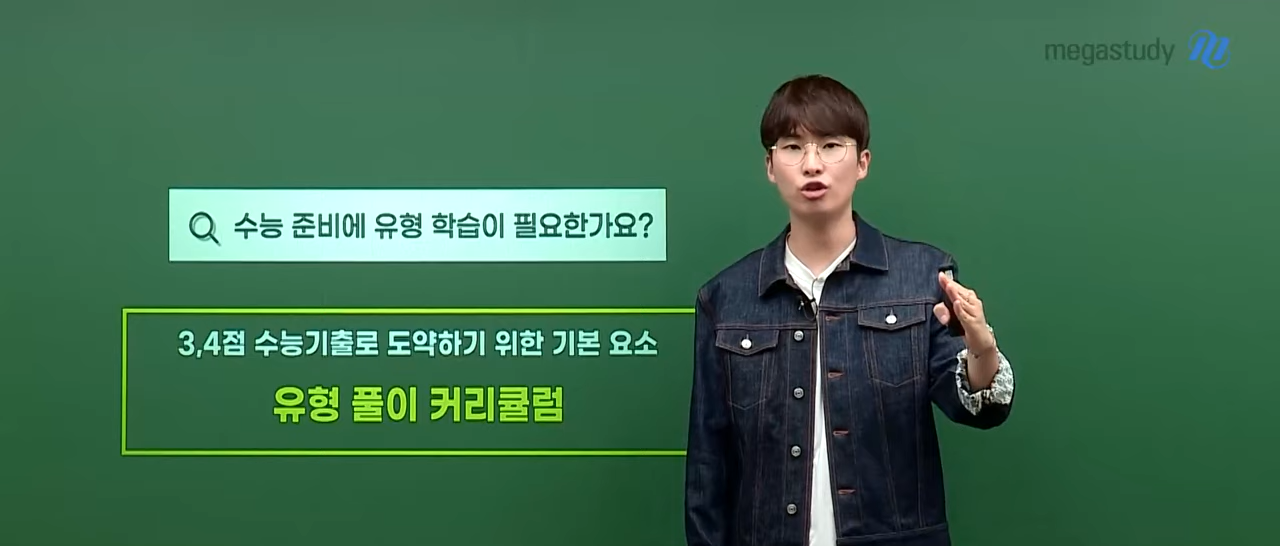 megastudy
수능 준비에 유형 학습이 필요한가요?
3,4점 수능기출로 도약하기 위한 기본 요소
유형 풀이 커리큘럼